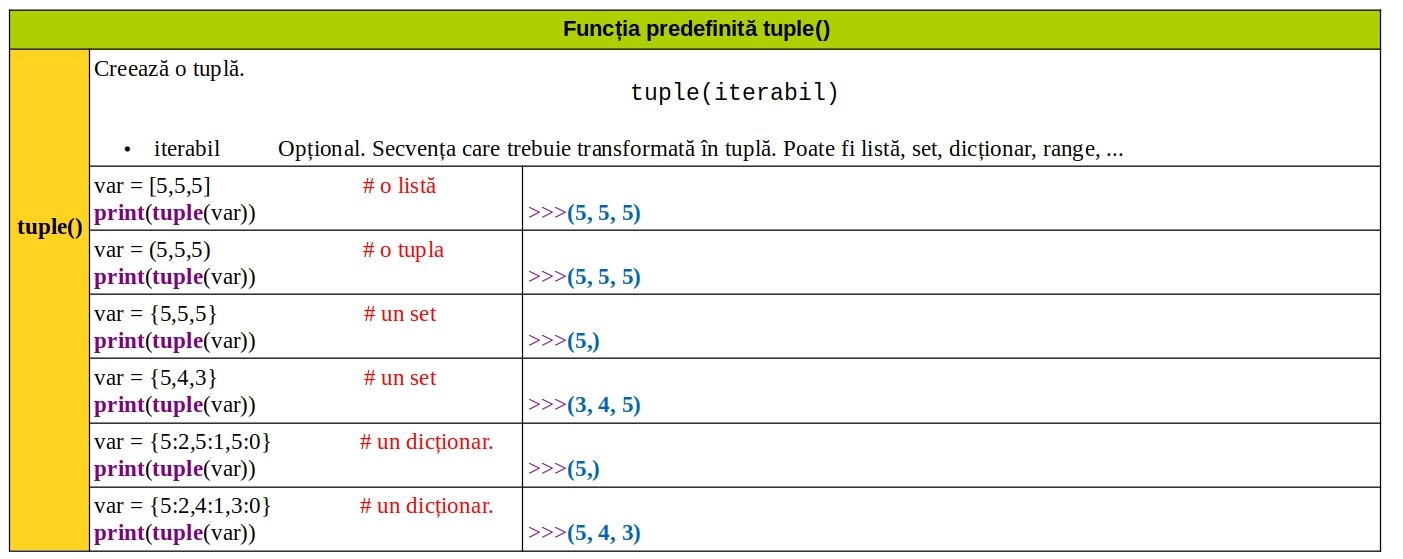 Funcția predefinită tuple()
tuple()
Creează o tuplă.
tuple(iterabil)
• iterabil Opțional. Secvența care trebuie transformată în tuplă. Poate fi listă, set, dicționar, range, ...
var = [5,5,5] # o listă
print(tuple(var)) >>>(5, 5, 5)
var = (5,5,5) # o tupla
print(tuple(var)) >>>(5, 5, 5)
var = {5,5,5} # un set
print(tuple(var)) >>>(5,)
var = {5,4,3} # un set
print(tuple(var)) >>>(3, 4, 5)
var = {5:2,5:1,5:0} # un dicționar.
print(tuple(var)) >>>(5,)
var = {5:2,4:1,3:0} # un dicționar.
print(tuple(var)) >>>(5, 4, 3)